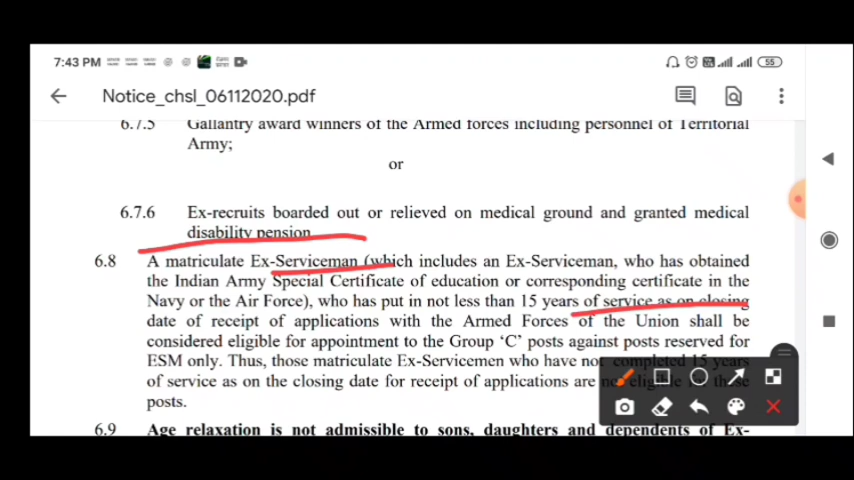 7:43 PM
55
Notice_chsl_06112020.pdf
6.7.5 Gallantry award winners of the Armed forces including personnel of Territorial
Army;
or
6.7.6 Ex-recruits boarded out or relieved on medical ground and granted medical
disability pension
6.8 A matriculate Ex-Serviceman (which includes an Ex-Serviceman, who has obtained
the Indian Army Special Certificate of education or corresponding certificate in the
Navy or the Air Force), who has put in not less than 15 years of service as on closing
date of receipt of applications with the Armed Forces of the Union shall be
considered eligible for appointment to the Group ‘C’ posts against posts reserved for
ESM only. Thus, those matriculate Ex-Servicemen who have not completed 15 years
of service as on the closing date for receipt of applications are not eligible for these
posts.
6.9 Age relaxation is not admissible to sons, daughters and dependents of Ex-